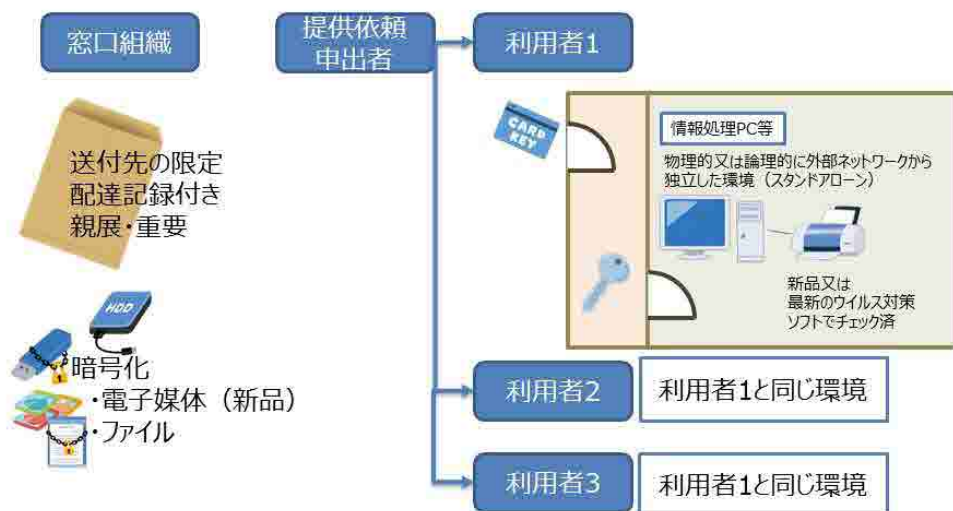 窓口組織
提供依頼
申出者
利用者1
送付先の限定
配達記録付き
親展・重要
HDD
暗号化
・電子媒体（新品）
・ファイル
CARD
KEY
情報処理PC等
物理的又は論理的に外部ネットワークから
独立した環境（スタンドアローン）
新品又は
最新のウイルス対策
ソフトでチェック済
利用者2
利用者1と同じ環境
利用者3
利用者1と同じ環境